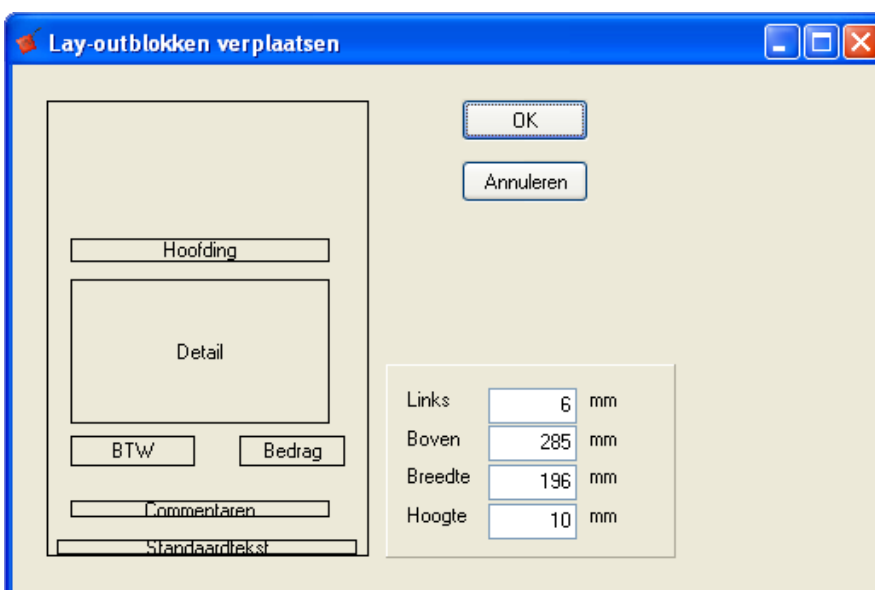 Lay-outblokken verplaatsen
OK
Annuleren
Hoofding
Detail
BTW Bedrag
Commentaren
Standaardtekst
Links 6 mm
Boven 285 mm
Breedte 196 mm
Hoogte 10 mm